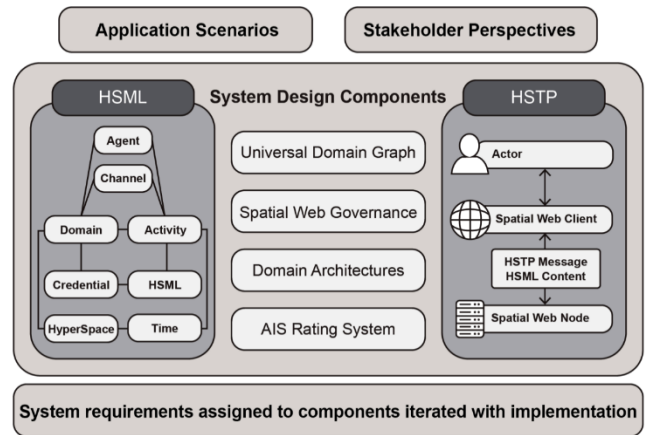 Application Scenarios
Stakeholder Perspectives
HSML
System Design Components
HSTP
Agent
Channel
Domain
Activity
Credential
HSML
HyperSpace
Time
Universal Domain Graph
Spatial Web Governance
Domain Architectures
AIS Rating System
Actor
Spatial Web Client
HSTP Message
HSML Content
Spatial Web Node
System requirements assigned to components iterated with implementation